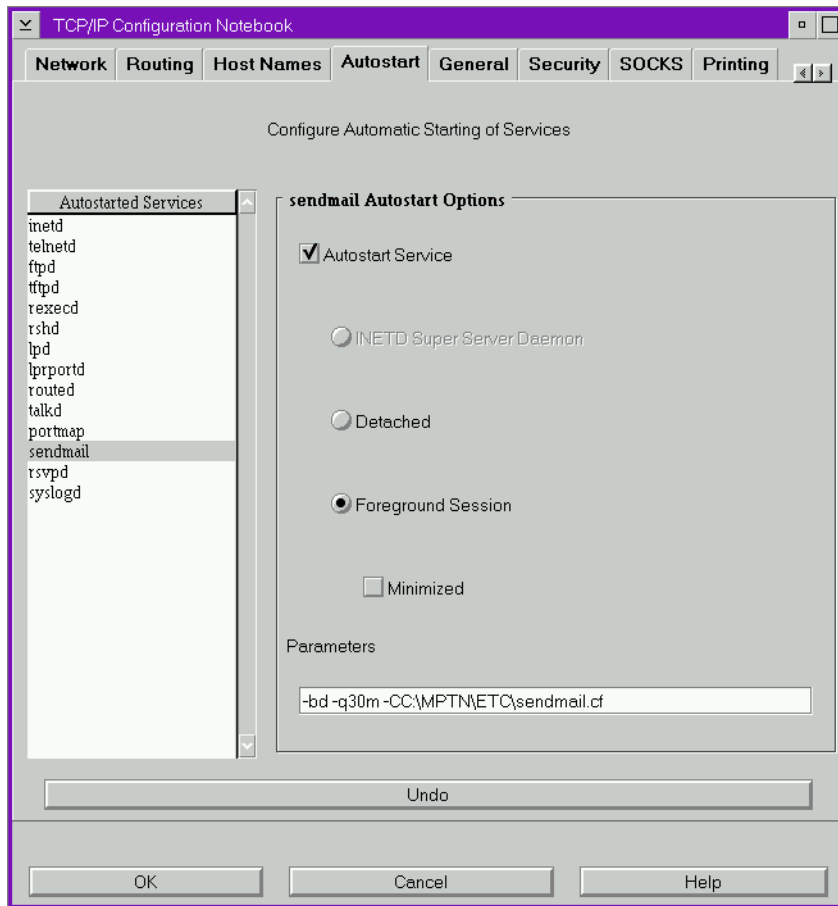 TCP/IP Configuration Notebook
Network Routing Host Names Autostart General Security SOCKS Printing
Configure Automatic Starting of Services
Autostarted Services
inetd
telnetd
ftpd
tftpd
rexecd
rshd
lpd
lprportd
routed
talkd
portmap
sendmail
rsvpd
syslogd
sendmail Autostart Options
Autostart Service
INETD Super Server Daemon
Detached
Foreground Session
Minimized
Parameters
-bd -q30m -CC:\MPTN\ETC\sendmail.cf
Undo
OK Cancel Help